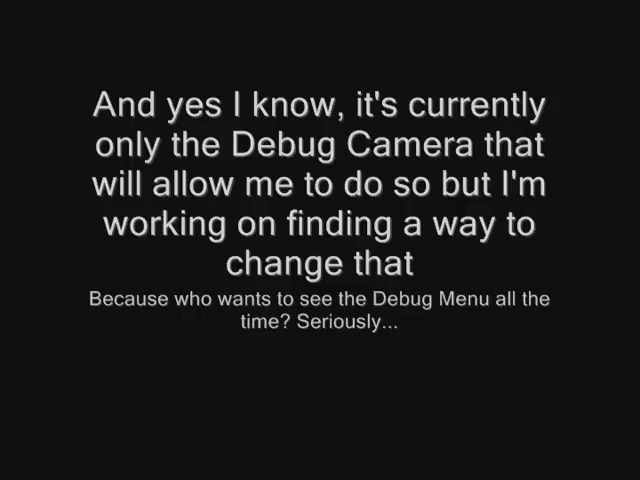 And yes I know, it's currently
only the Debug Camera that
will allow me to do so but I'm
working on finding a way to
change that
Because who wants to see the Debug Menu all the
time? Seriously...